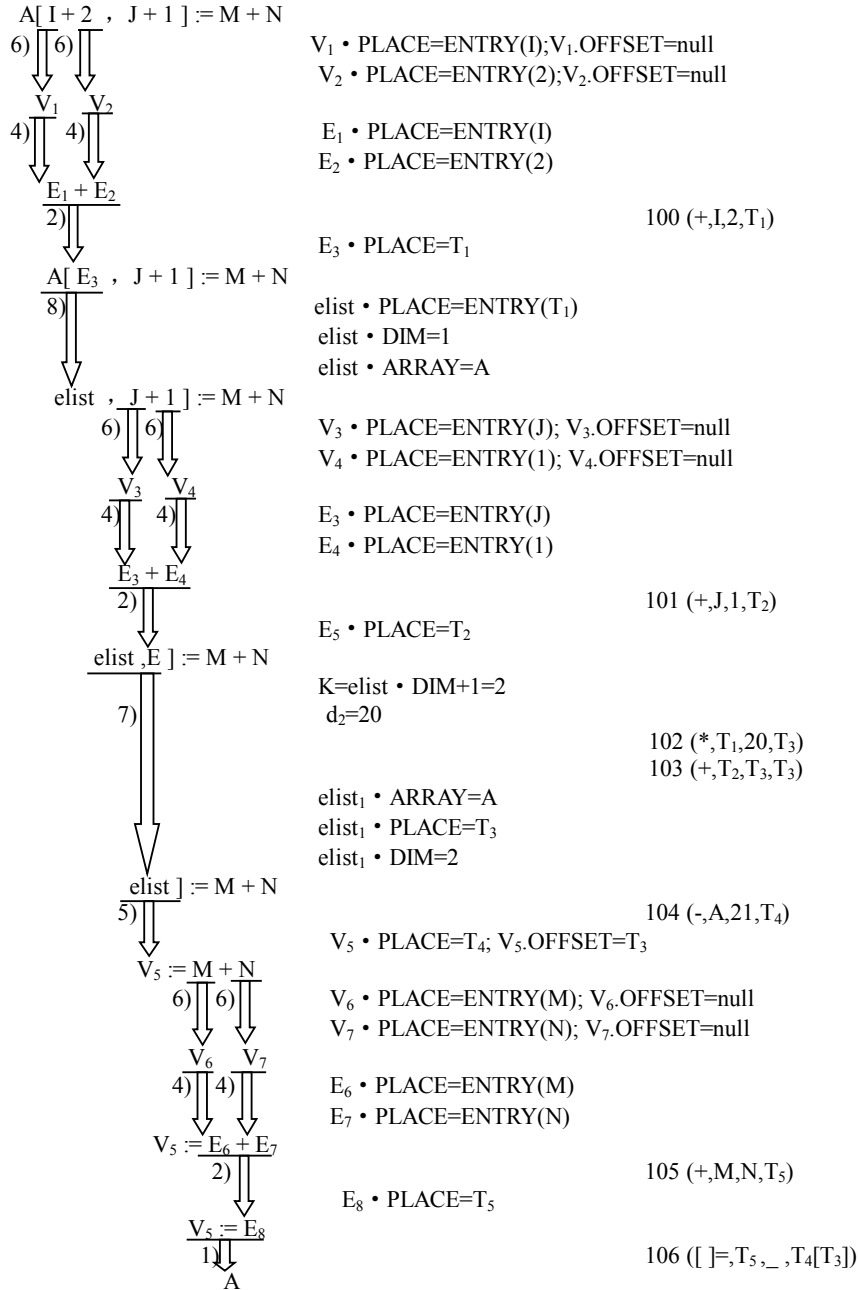 A[ I + 2 ， J + 1 ] := M + N
6) 6) V₁・PLACE=ENTRY(I);V₁.OFFSET=null
V₂・PLACE=ENTRY(2);V₂.OFFSET=null
V₁ V₂
4) 4) E₁・PLACE=ENTRY(I)
E₂・PLACE=ENTRY(2)
E₁ + E₂
2) 100 (+,I,2,T₁)
E₃・PLACE=T₁
A[ E₃ ， J + 1 ] := M + N
8) elist・PLACE=ENTRY(T₁)
elist・DIM=1
elist・ARRAY=A
elist ， J + 1 ] := M + N
6) 6) V₃・PLACE=ENTRY(J); V₃.OFFSET=null
V₄・PLACE=ENTRY(1); V₄.OFFSET=null
V₃ V₄
4) 4) E₃・PLACE=ENTRY(J)
E₄・PLACE=ENTRY(1)
E₃ + E₄
2) 101 (+,J,1,T₂)
E₅・PLACE=T₂
elist ,E ] := M + N
K=elist・DIM+1=2
7) d₂=20
102 (*,T₁,20,T₃)
103 (+,T₂,T₃,T₃)
elist₁・ARRAY=A
elist₁・PLACE=T₃
elist₁・DIM=2
elist ] := M + N
5) 104 (-,A,21,T₄)
V₅・PLACE=T₄; V₅.OFFSET=T₃
V₅ := M + N
6) 6) V₆・PLACE=ENTRY(M); V₆.OFFSET=null
V₇・PLACE=ENTRY(N); V₇.OFFSET=null
V₆ V₇
4) 4) E₆・PLACE=ENTRY(M)
E₇・PLACE=ENTRY(N)
V₅ := E₆ + E₇
2) 105 (+,M,N,T₅)
E₈・PLACE=T₅
V₅ := E₈
1) 106 ([ ]=,T₅ ,_ ,T₄[T₃])
A